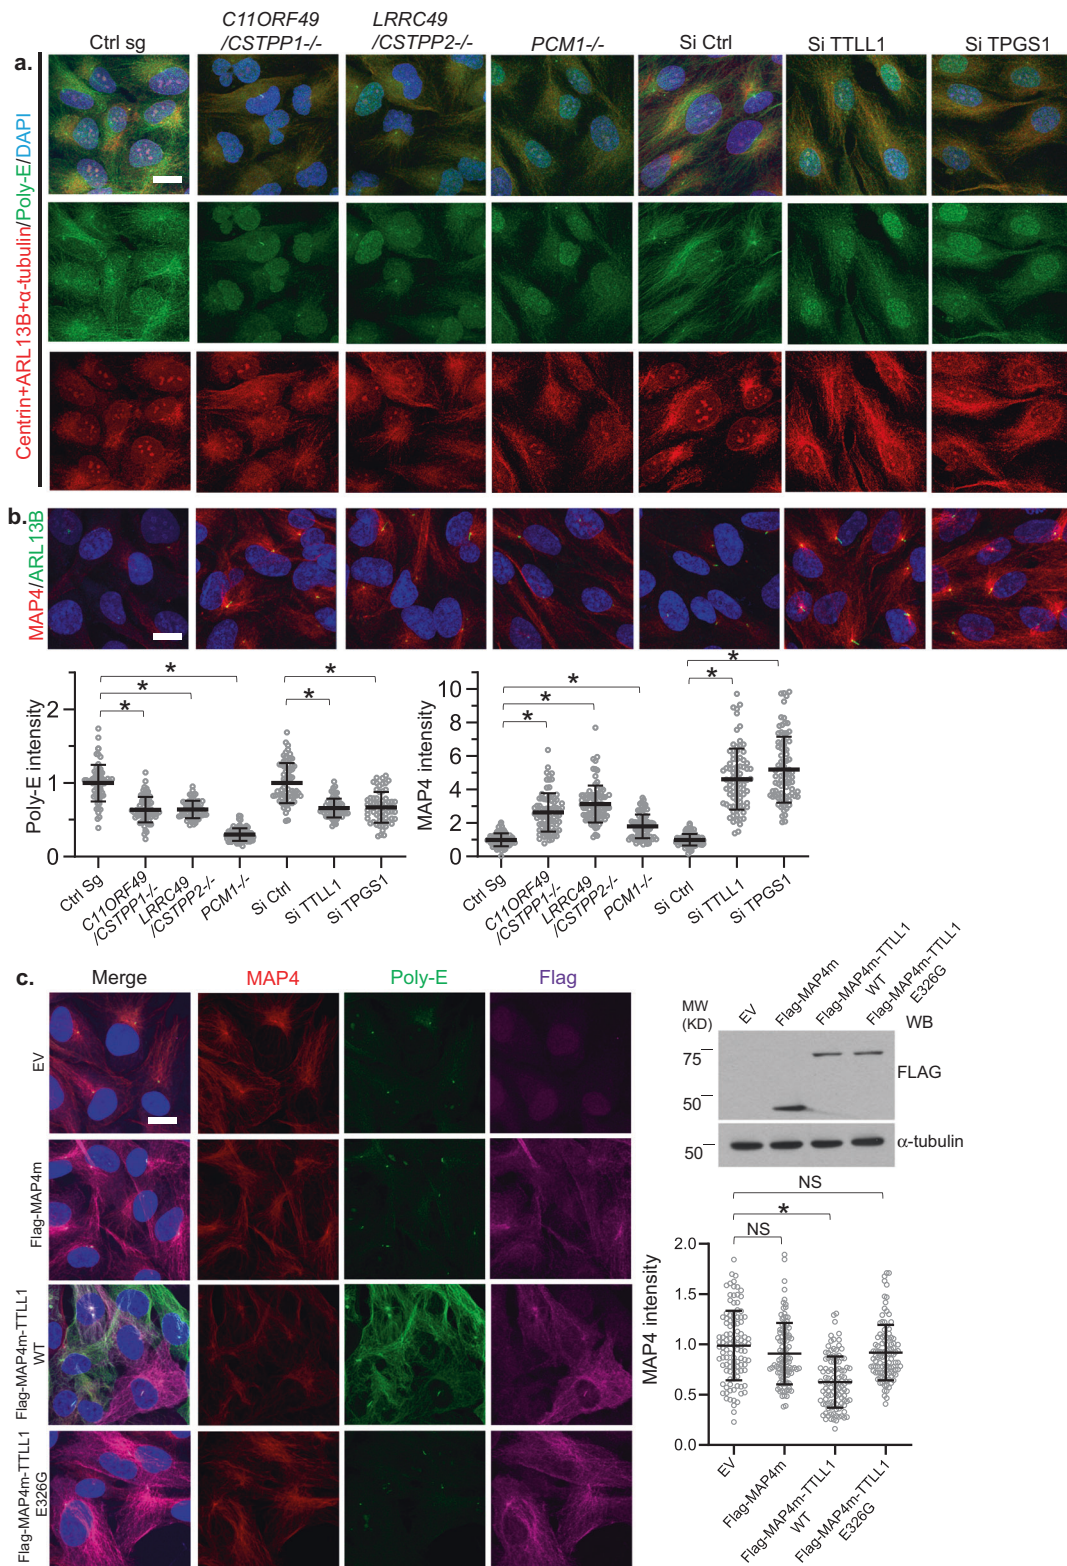 C11ORF49 LRRC49
Ctrl sg /CSTPP1-/- /CSTPP2-/- PCM1-/- Si Ctrl Si TTLL1 Si TPGS1
a.
Centrin+ARL13B+α-tubulin/Poly-E/DAPI
b.
MAP4/ARL13B
Poly-E intensity
2
1
0
* * * * *
Ctrl Sg
C11ORF49
/CSTPP1-/-
LRRC49
/CSTPP2-/-
PCM1-/-
Si Ctrl
Si TTLL1
Si TPGS1
MAP4 intensity
10
8
6
4
2
0
* * * * *
Ctrl Sg
C11ORF49
/CSTPP1-/-
LRRC49
/CSTPP2-/-
PCM1-/-
Si Ctrl
Si TTLL1
Si TPGS1
c.
Merge MAP4 Poly-E Flag
EV
Flag-MAP4m
Flag-MAP4m-TTLL1
WT
Flag-MAP4m-TTLL1
E326G
MW
(KD)
EV
Flag-MAP4m
Flag-MAP4m-TTLL1
WT
Flag-MAP4m-TTLL1
E326G
WB
75
FLAG
50
50
α-tubulin
NS
*
NS
MAP4 intensity
2.0
1.5
1.0
0.5
0.0
EV
Flag-MAP4m
Flag-MAP4m-TTLL1
WT
Flag-MAP4m-TTLL1
E326G